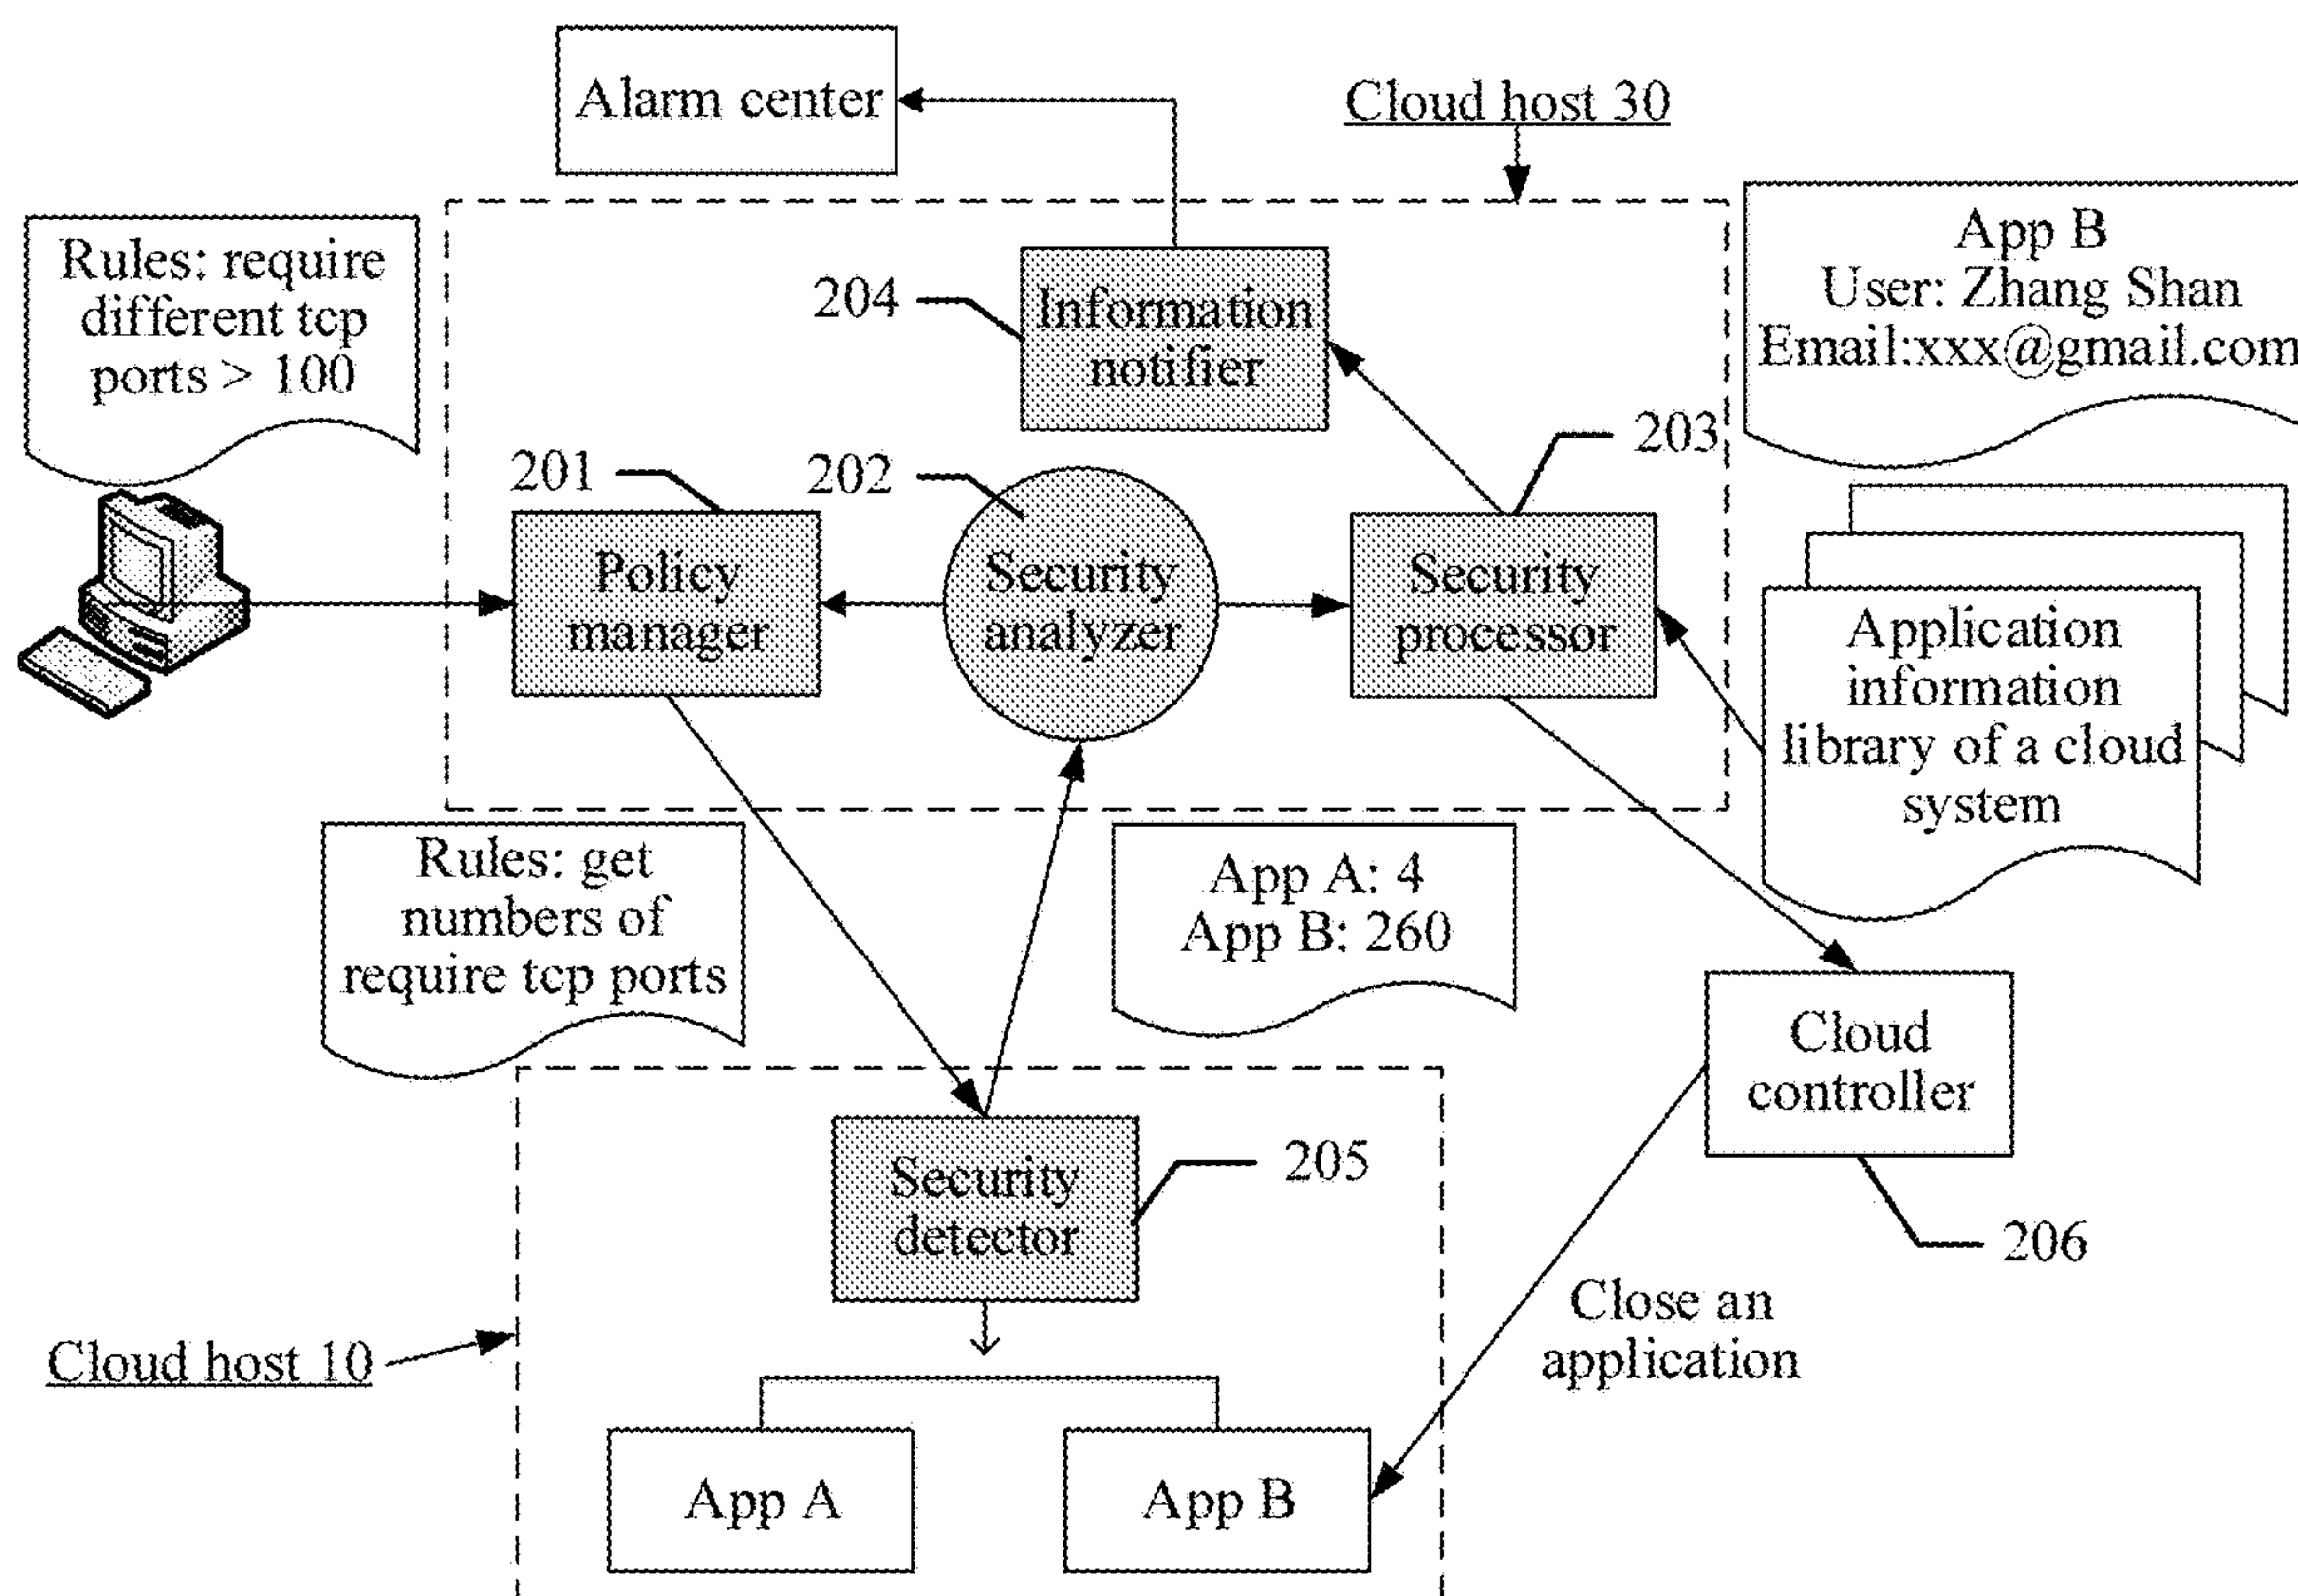 Alarm center
Cloud host 30
Rules: require
different tcp
ports > 100
204
Information
notifier
App B
User: Zhang Shan
Email:xxx@gmail.com
201
202
203
Policy
manager
Security
analyzer
Security
processor
Application
information
library of a cloud
system
Rules: get
numbers of
require tcp ports
App A: 4
App B: 260
Cloud
controller
Security
detector
205
206
Cloud host 10
Close an
application
App A
App B